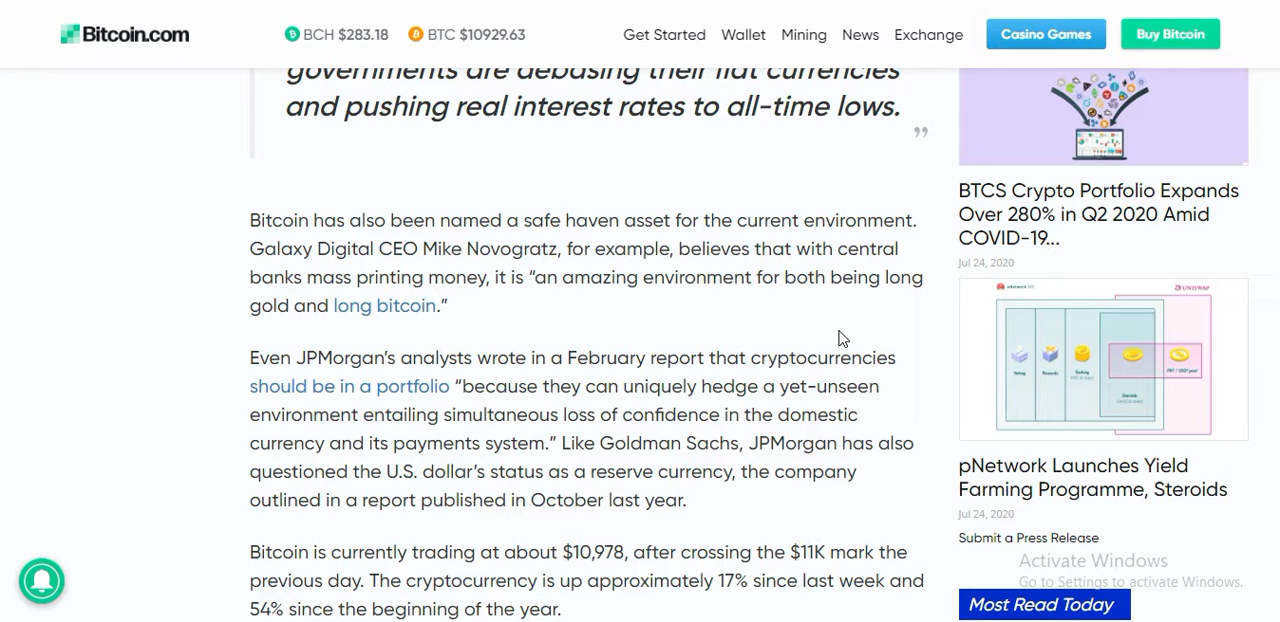 Bitcoin.com
BCH $283.18
BTC $10929.63
Get Started
Wallet
Mining
News
Exchange
Casino Games
Buy Bitcoin
governments are debasing their fiat currencies
and pushing real interest rates to all-time lows.
”
Bitcoin has also been named a safe haven asset for the current environment.
Galaxy Digital CEO Mike Novogratz, for example, believes that with central
banks mass printing money, it is “an amazing environment for both being long
gold and long bitcoin.”
Even JPMorgan’s analysts wrote in a February report that cryptocurrencies
should be in a portfolio “because they can uniquely hedge a yet-unseen
environment entailing simultaneous loss of confidence in the domestic
currency and its payments system.” Like Goldman Sachs, JPMorgan has also
questioned the U.S. dollar’s status as a reserve currency, the company
outlined in a report published in October last year.
Bitcoin is currently trading at about $10,978, after crossing the $11K mark the
previous day. The cryptocurrency is up approximately 17% since last week and
54% since the beginning of the year.
BTCS Crypto Portfolio Expands
Over 280% in Q2 2020 Amid
COVID-19...
Jul 24, 2020
UNISWAP
pNetwork Launches Yield
Farming Programme, Steroids
Jul 24, 2020
Submit a Press Release
Activate Windows
Go to Settings to activate Windows.
Most Read Today